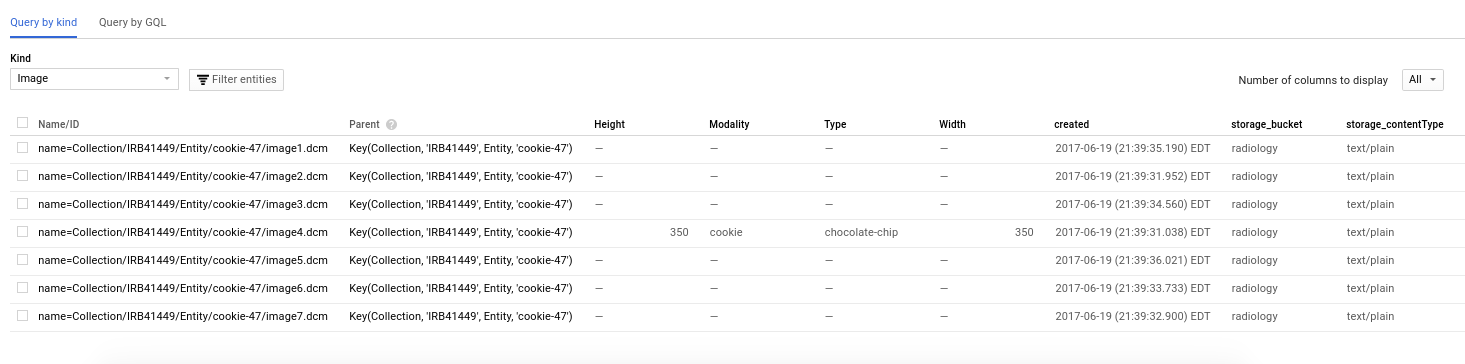 Query by kind Query by GQL
Kind
Image Filter entities Number of columns to display All
Name/ID Parent ? Height Modality Type Width created storage_bucket storage_contentType
name=Collection/IRB41449/Entity/cookie-47/image1.dcm Key(Collection, 'IRB41449', Entity, 'cookie-47') — — — — 2017-06-19 (21:39:35.190) EDT radiology text/plain
name=Collection/IRB41449/Entity/cookie-47/image2.dcm Key(Collection, 'IRB41449', Entity, 'cookie-47') — — — — 2017-06-19 (21:39:31.952) EDT radiology text/plain
name=Collection/IRB41449/Entity/cookie-47/image3.dcm Key(Collection, 'IRB41449', Entity, 'cookie-47') — — — — 2017-06-19 (21:39:34.560) EDT radiology text/plain
name=Collection/IRB41449/Entity/cookie-47/image4.dcm Key(Collection, 'IRB41449', Entity, 'cookie-47') 350 cookie chocolate-chip 350 2017-06-19 (21:39:31.038) EDT radiology text/plain
name=Collection/IRB41449/Entity/cookie-47/image5.dcm Key(Collection, 'IRB41449', Entity, 'cookie-47') — — — — 2017-06-19 (21:39:36.021) EDT radiology text/plain
name=Collection/IRB41449/Entity/cookie-47/image6.dcm Key(Collection, 'IRB41449', Entity, 'cookie-47') — — — — 2017-06-19 (21:39:33.733) EDT radiology text/plain
name=Collection/IRB41449/Entity/cookie-47/image7.dcm Key(Collection, 'IRB41449', Entity, 'cookie-47') — — — — 2017-06-19 (21:39:32.900) EDT radiology text/plain